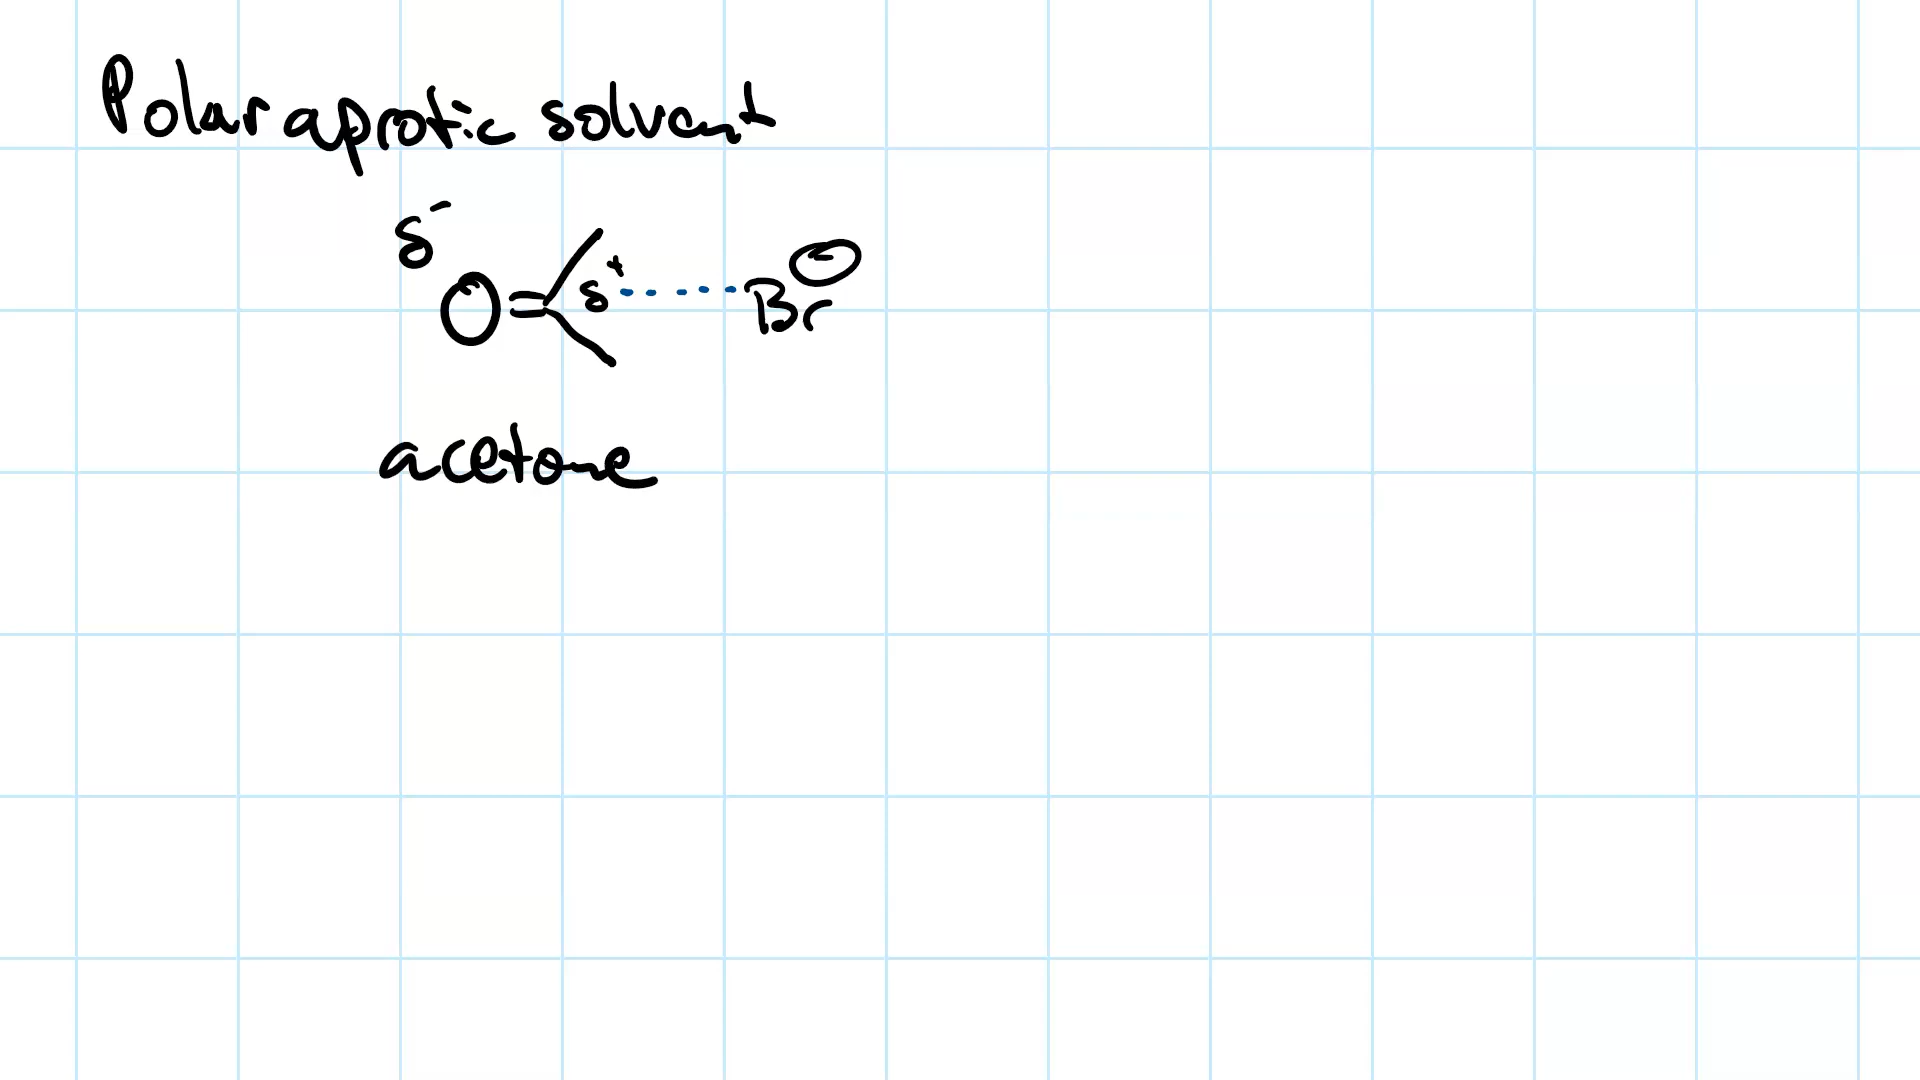 Polar aprotic solvent
δ-
O δ+ Br -
acetone